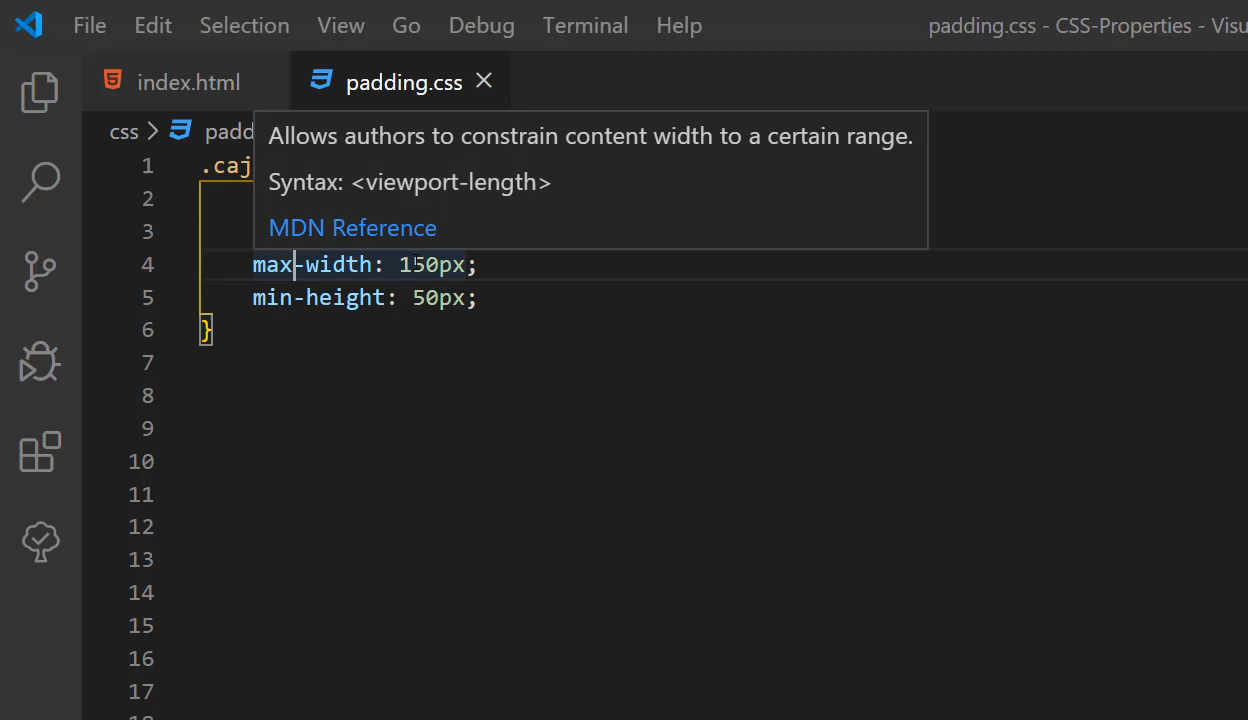 File Edit Selection View Go Debug Terminal Help padding.css - CSS-Properties - Visu
index.html padding.css
css > padd
Allows authors to constrain content width to a certain range.
Syntax: <viewport-length>
MDN Reference
1 .caj
2
3
4 max-width: 150px;
5 min-height: 50px;
6 }
7
8
9
10
11
12
13
14
15
16
17